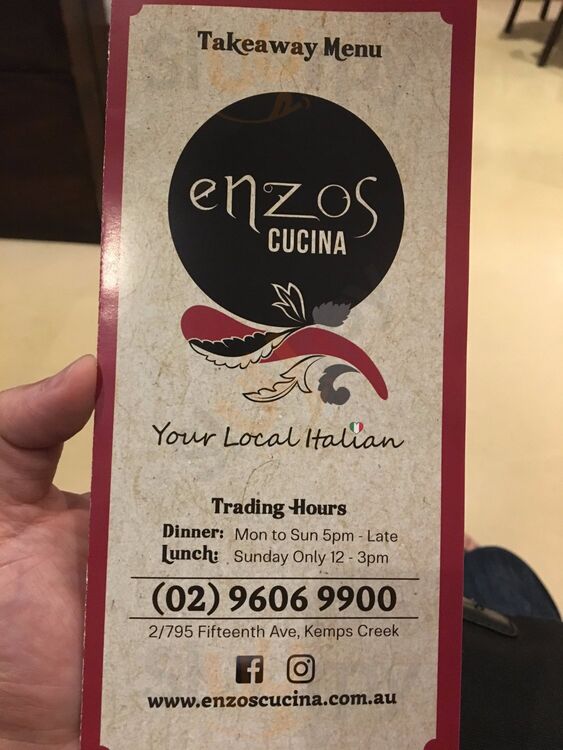 Takeaway Menu
enzos
CUCINA
Your Local Italian
Trading Hours
Dinner: Mon to Sun 5pm - Late
Lunch: Sunday Only 12 - 3pm
(02) 9606 9900
2/795 Fifteenth Ave, Kemps Creek
www.enzoscucina.com.au